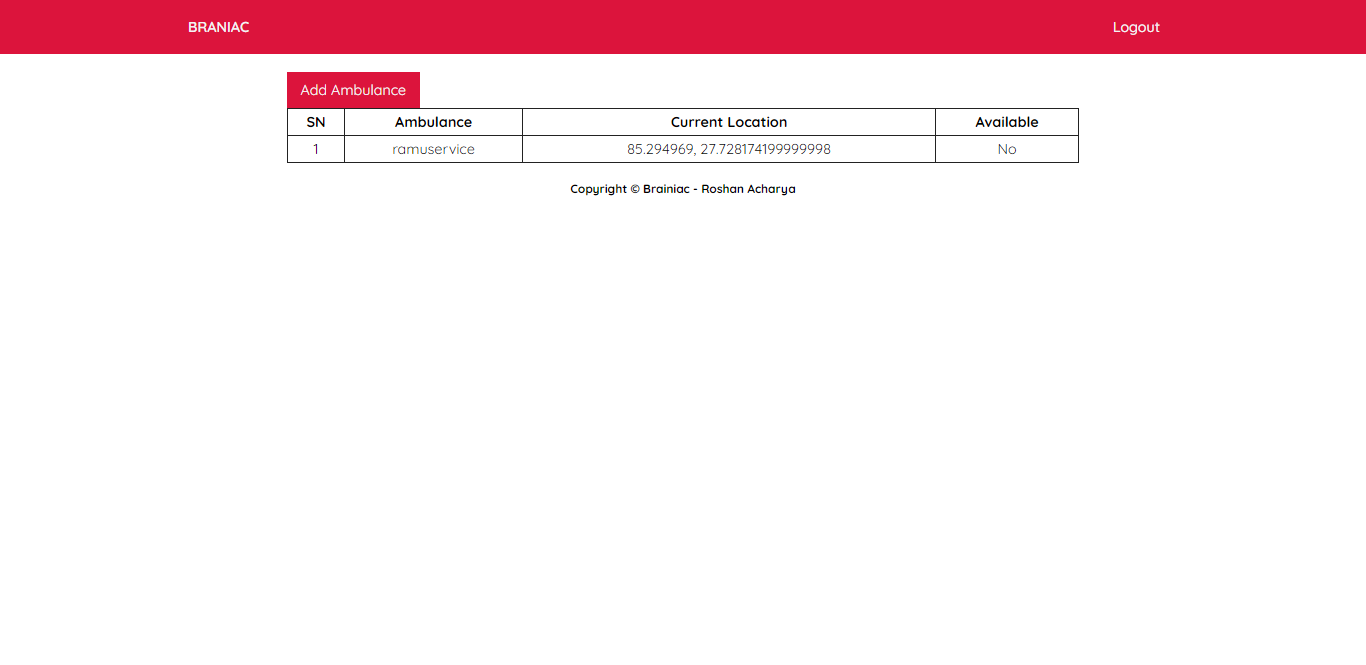 BRANIAC Logout
Add Ambulance
SN Ambulance Current Location Available
1 ramuservice 85.294969, 27.728174199999998 No
Copyright © Brainiac - Roshan Acharya